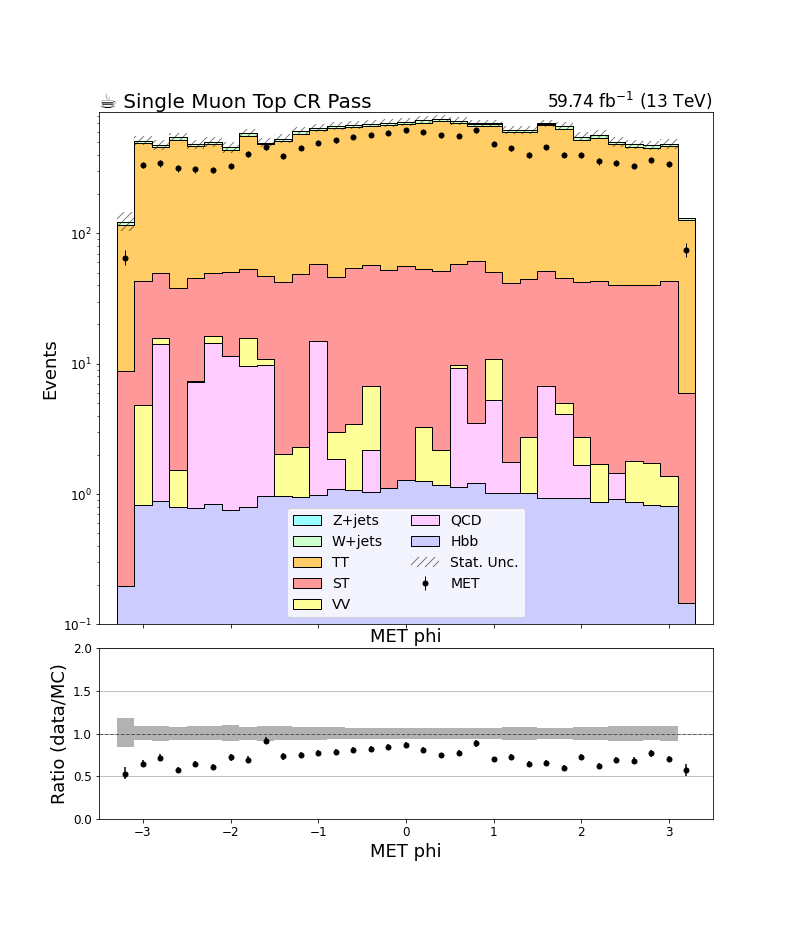 ☕ Single Muon Top CR Pass 59.74 fb⁻¹ (13 TeV)
Events
10²
10¹
10⁰
10⁻¹
Z+jets QCD
W+jets Hbb
TT Stat. Unc.
ST MET
VV
MET phi
Ratio (data/MC)
2.0
1.5
1.0
0.5
0.0
−3 −2 −1 0 1 2 3
MET phi